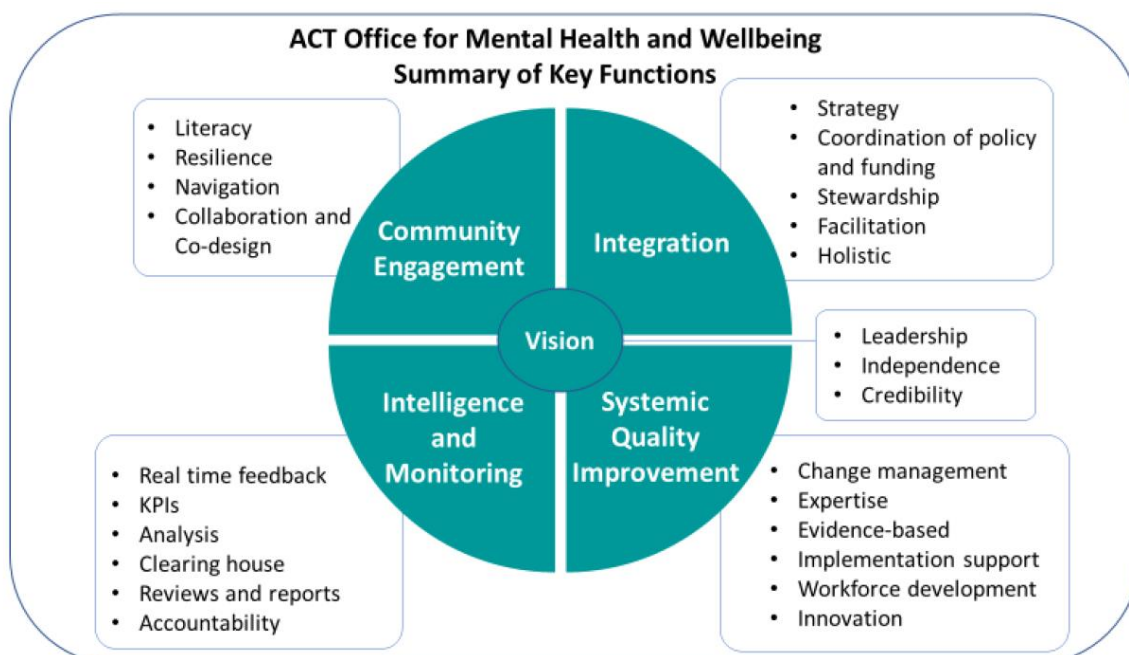 ACT Office for Mental Health and Wellbeing
Summary of Key Functions
• Literacy
• Resilience
• Navigation
• Collaboration and
Co-design
• Strategy
• Coordination of policy
and funding
• Stewardship
• Facilitation
• Holistic
Community
Engagement
Integration
Vision
• Leadership
• Independence
• Credibility
Intelligence
and
Monitoring
Systemic
Quality
Improvement
• Real time feedback
• KPIs
• Analysis
• Clearing house
• Reviews and reports
• Accountability
• Change management
• Expertise
• Evidence-based
• Implementation support
• Workforce development
• Innovation